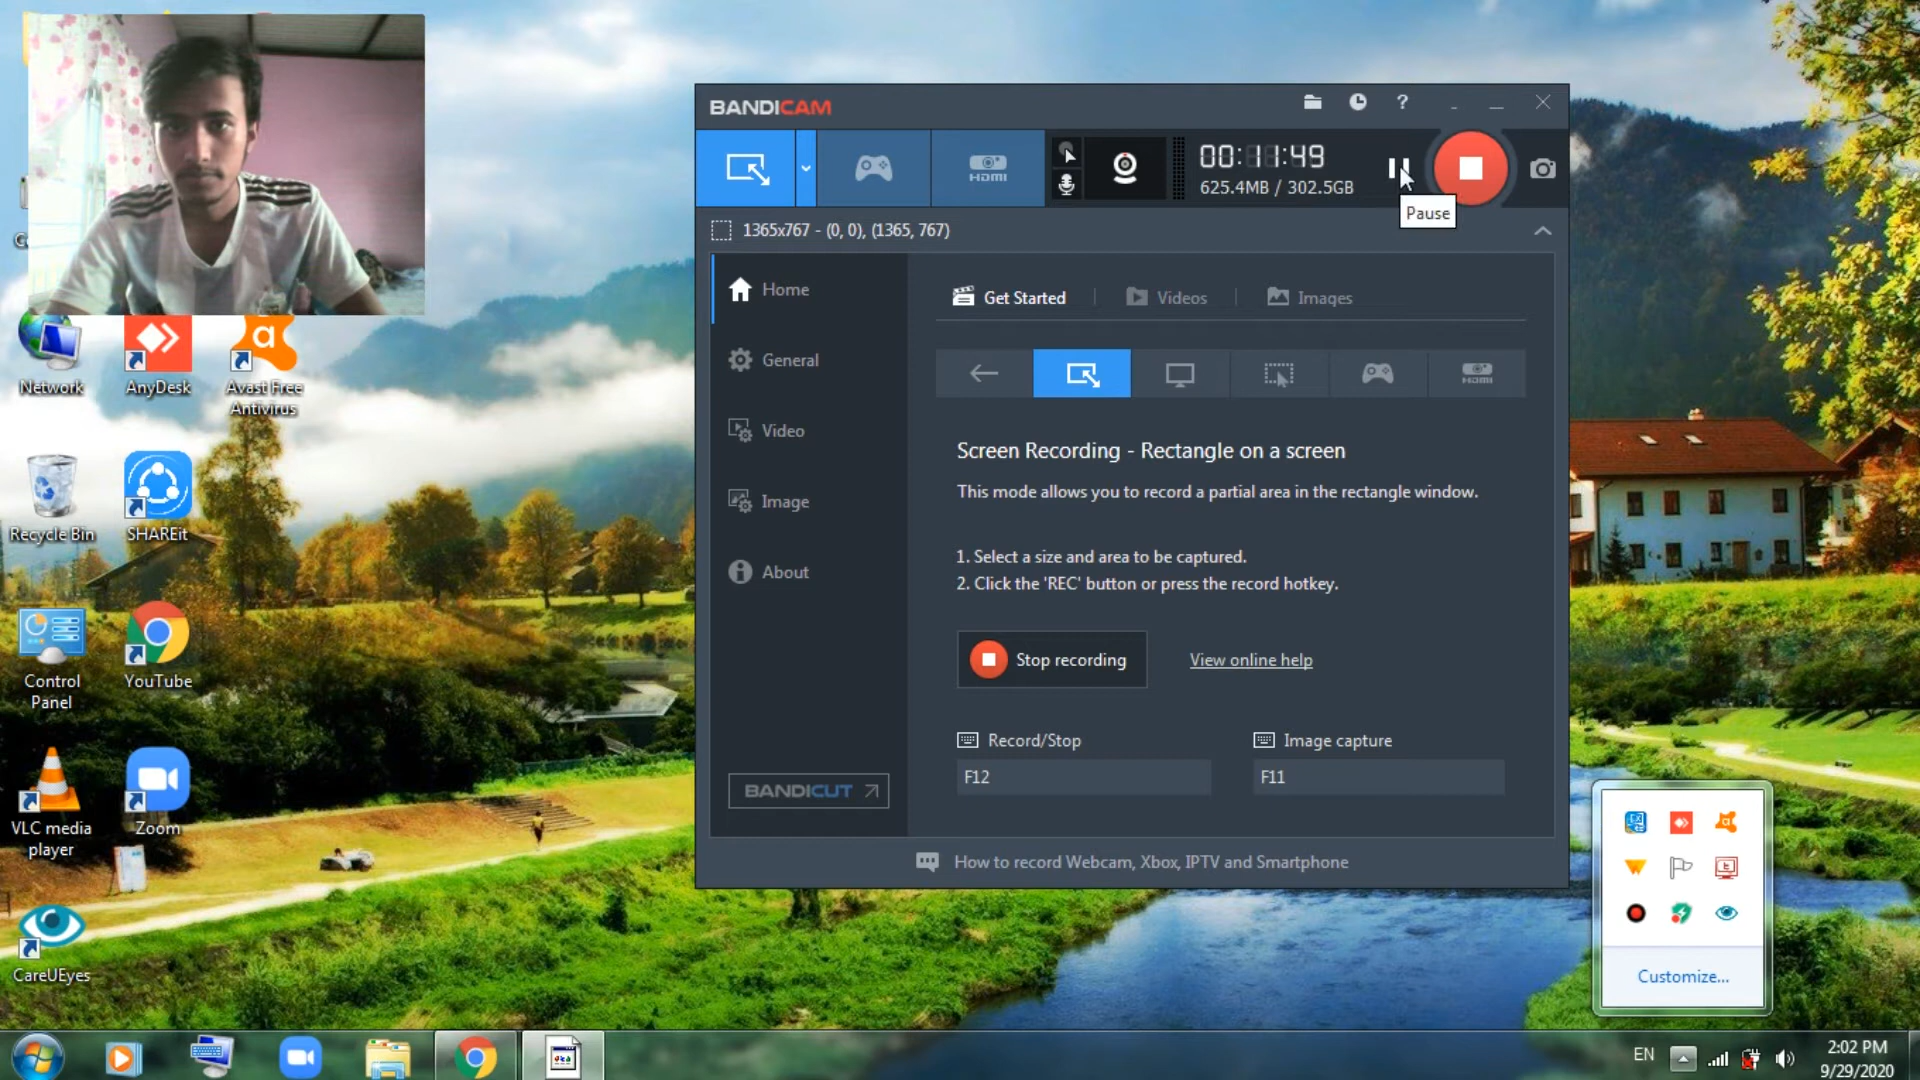 BANDICAM
HDMI
00:11:49
625.4MB / 302.5GB
Pause
1365x767 - (0, 0), (1365, 767)
Home
Get Started
Videos
Images
General
HDMI
Video
Screen Recording - Rectangle on a screen
This mode allows you to record a partial area in the rectangle window.
Image
1. Select a size and area to be captured.
2. Click the 'REC' button or press the record hotkey.
About
Stop recording
View online help
Record/Stop
Image capture
F12
F11
BANDICUT
How to record Webcam, Xbox, IPTV and Smartphone
Network
AnyDesk
Avast Free
Antivirus
Recycle Bin
SHAREit
Control
Panel
YouTube
VLC media
player
Zoom
CareUEyes
Customize...
EN
2:02 PM
9/29/2020